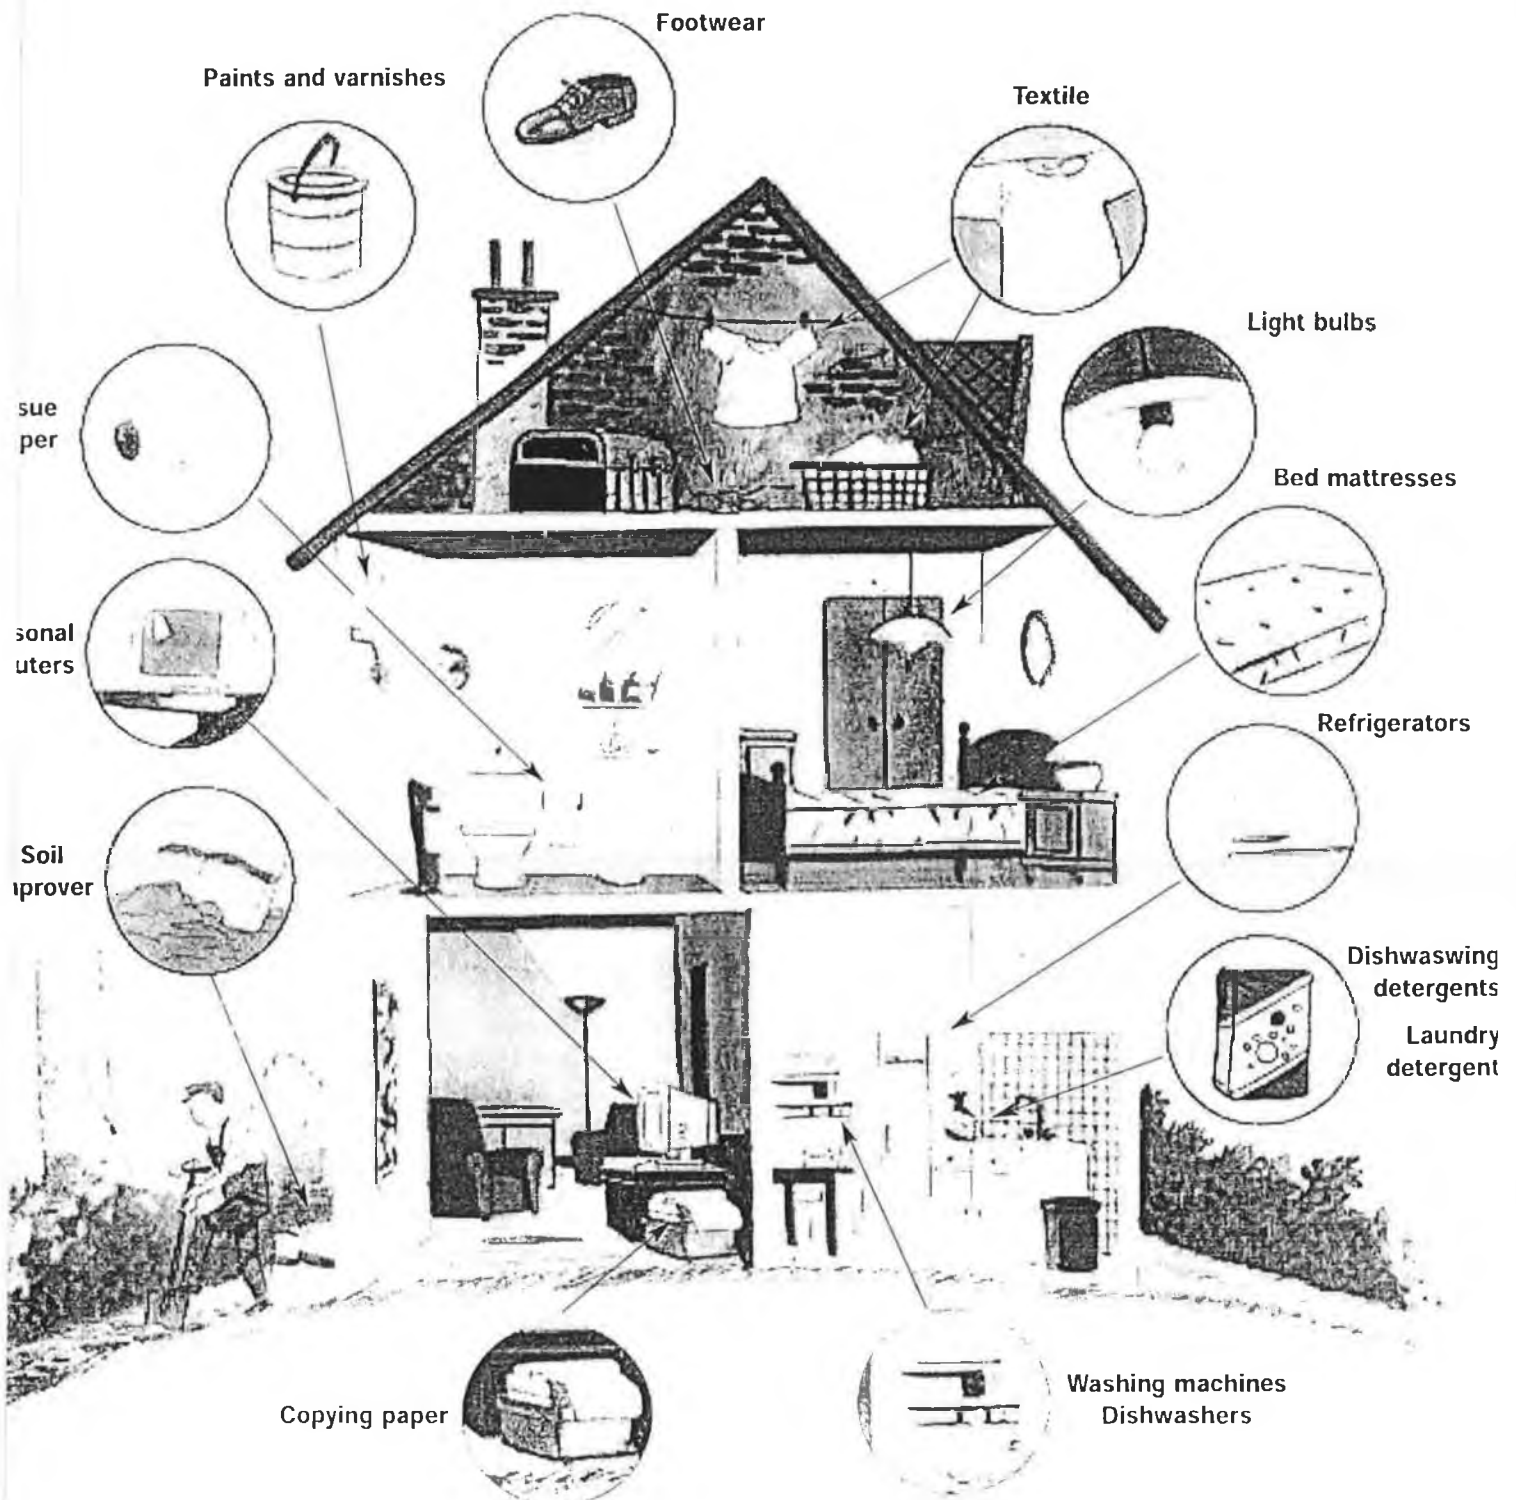 Footwear
Paints and varnishes
Textile
Light bulbs
sue
per
Bed mattresses
sonal
uters
Refrigerators
Soil
nprover
Dishwaswing
detergents
Laundry
detergent
Copying paper
Washing machines
Dishwashers